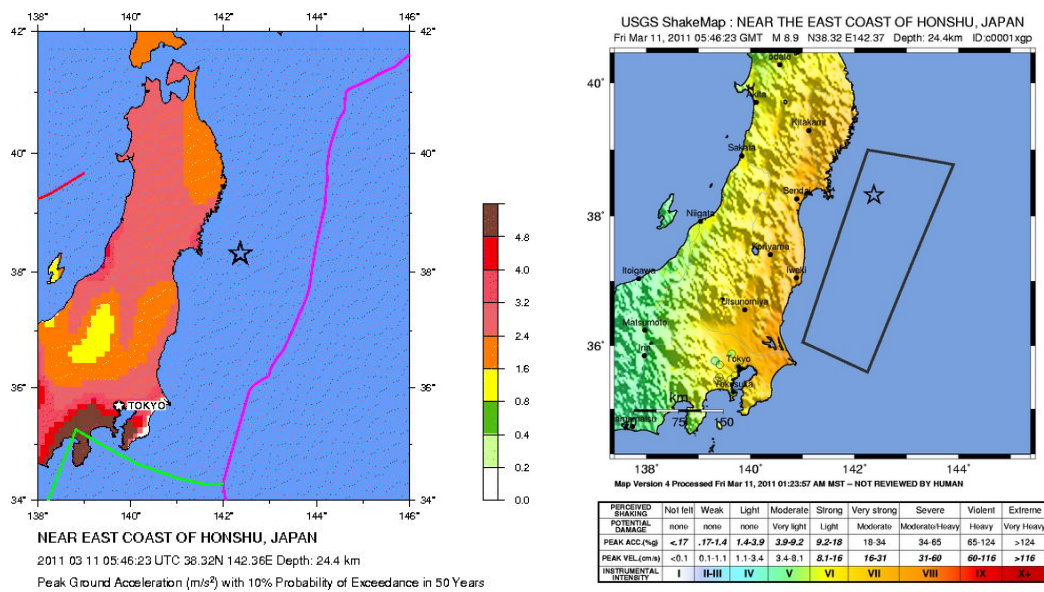 138° 140° 142° 144° 146°
42° 42°
40° 40°
38° 38°
36° 36°
34° 34°
138° 140° 142° 144° 146°
TOKYO
4.8
4.0
3.2
2.4
1.6
0.8
0.4
0.2
0.0
NEAR EAST COAST OF HONSHU, JAPAN
2011 03 11 05:46:23 UTC 38.32N 142.36E Depth: 24.4 km
Peak Ground Acceleration (m/s²) with 10% Probability of Exceedance in 50 Years
USGS ShakeMap : NEAR THE EAST COAST OF HONSHU, JAPAN
Fri Mar 11, 2011 05:46:23 GMT M 8.9 N38.32 E142.37 Depth: 24.4km ID:c0001xgp
40°
38°
36°
138° 140° 142° 144°
Akita
Kitakami
Sakata
Sendai
Niigata
Koriyama
Itoigawa
Iwaki
Utsunomiya
Matsumoto
Tokyo
Yokosuka
km
0 75 150
Map Version 4 Processed Fri Mar 11, 2011 01:23:57 AM MST -- NOT REVIEWED BY HUMAN
PERCEIVED SHAKING Not felt Weak Light Moderate Strong Very strong Severe Violent Extreme
POTENTIAL DAMAGE none none none Very light Light Moderate Moderate/Heavy Heavy Very Heavy
PEAK ACC.(%g) <.17 .17-1.4 1.4-3.9 3.9-9.2 9.2-18 18-34 34-65 65-124 >124
PEAK VEL.(cm/s) <0.1 0.1-1.1 1.1-3.4 3.4-8.1 8.1-16 16-31 31-60 60-116 >116
INSTRUMENTAL INTENSITY I II-III IV V VI VII VIII IX X+